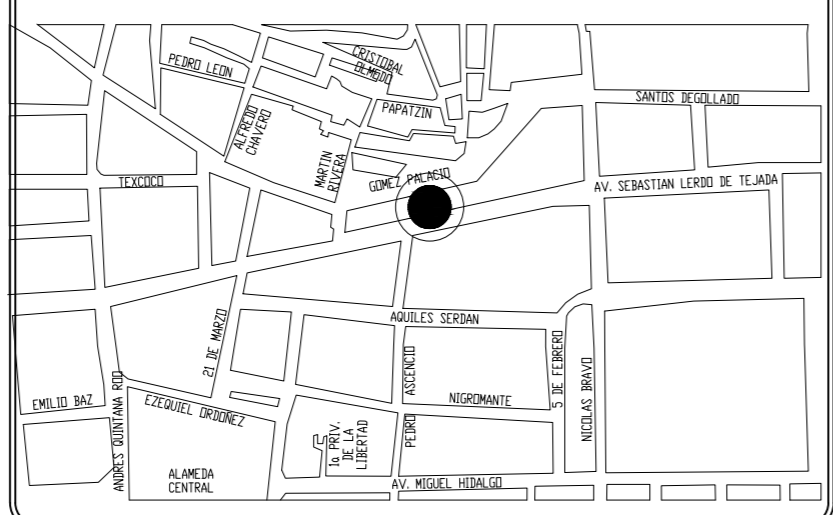 CRISTOBAL
OLMEDO
PEDRO LEON
SANTOS DEGOLLADO
PAPATZIN
ALFREDO
CHAVERO
MARTIN
RIVERA
GOMEZ PALACIO
TEXCOCO
AV. SEBASTIAN LERDO DE TEJADA
AQUILES SERDAN
21 DE MARZO
ASCENCIO
5 DE FEBRERO
NICOLAS BRAVO
EMILIO BAZ
ANDRES QUINTANA ROO
EZEQUIEL ORDOÑEZ
NIGROMANTE
1a PRIV.
DE LA
LIBERTAD
PEDRO
ALAMEDA
CENTRAL
AV. MIGUEL HIDALGO